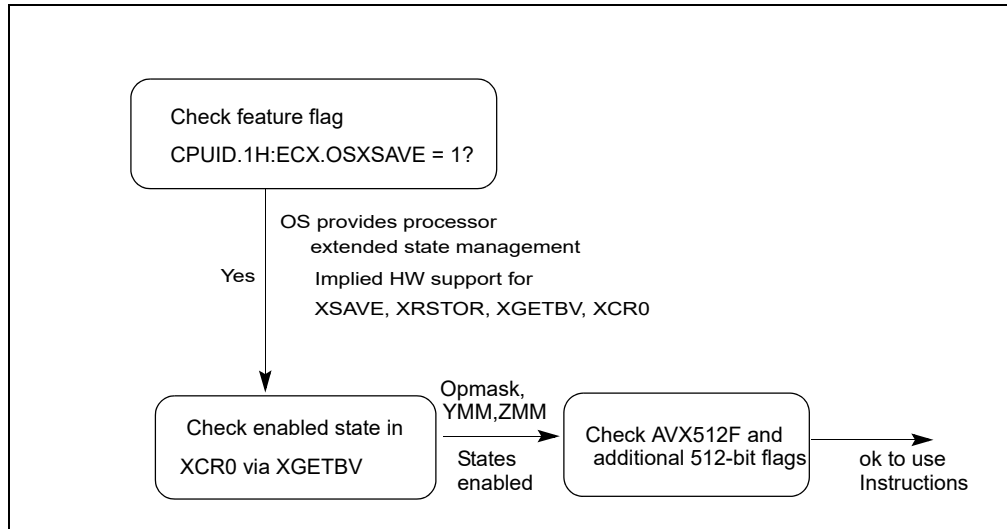 Check feature flag
CPUID.1H:ECX.OSXSAVE = 1?
OS provides processor
extended state management
Yes
Implied HW support for
XSAVE, XRSTOR, XGETBV, XCR0
Check enabled state in
XCR0 via XGETBV
Opmask,
YMM,ZMM
States
enabled
Check AVX512F and
additional 512-bit flags
ok to use
Instructions